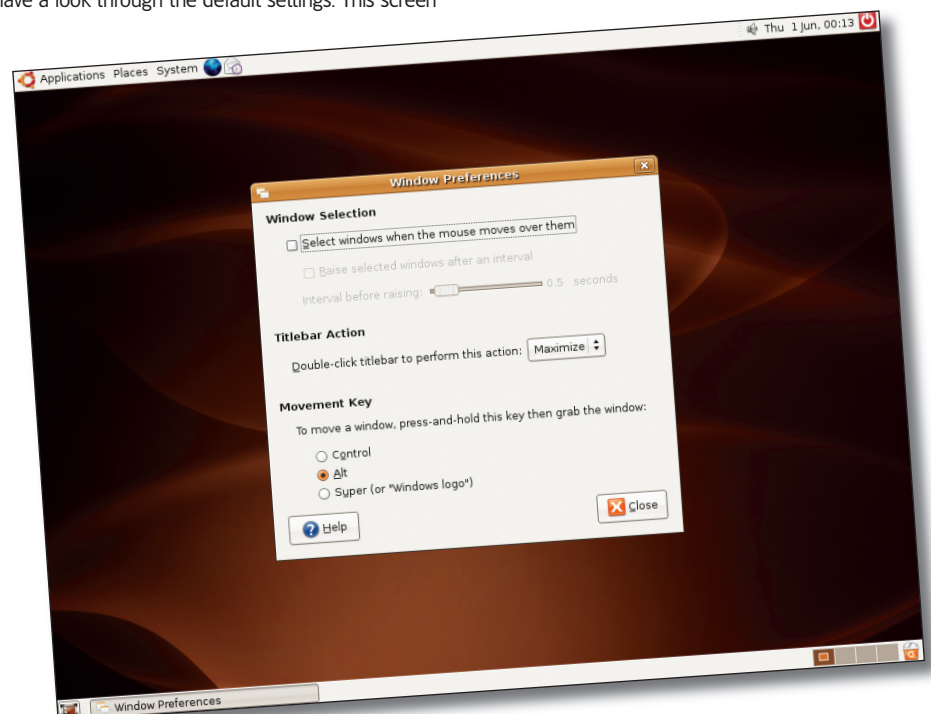 have a look through the default settings. This screen
Applications Places System
Thu 1 Jun, 00:13
Window Preferences
Window Selection
Select windows when the mouse moves over them
Raise selected windows after an interval
Interval before raising: 0.5 seconds
Titlebar Action
Double-click titlebar to perform this action: Maximize
Movement Key
To move a window, press-and-hold this key then grab the window:
Control
Alt
Super (or "Windows logo")
Help
Close
Window Preferences